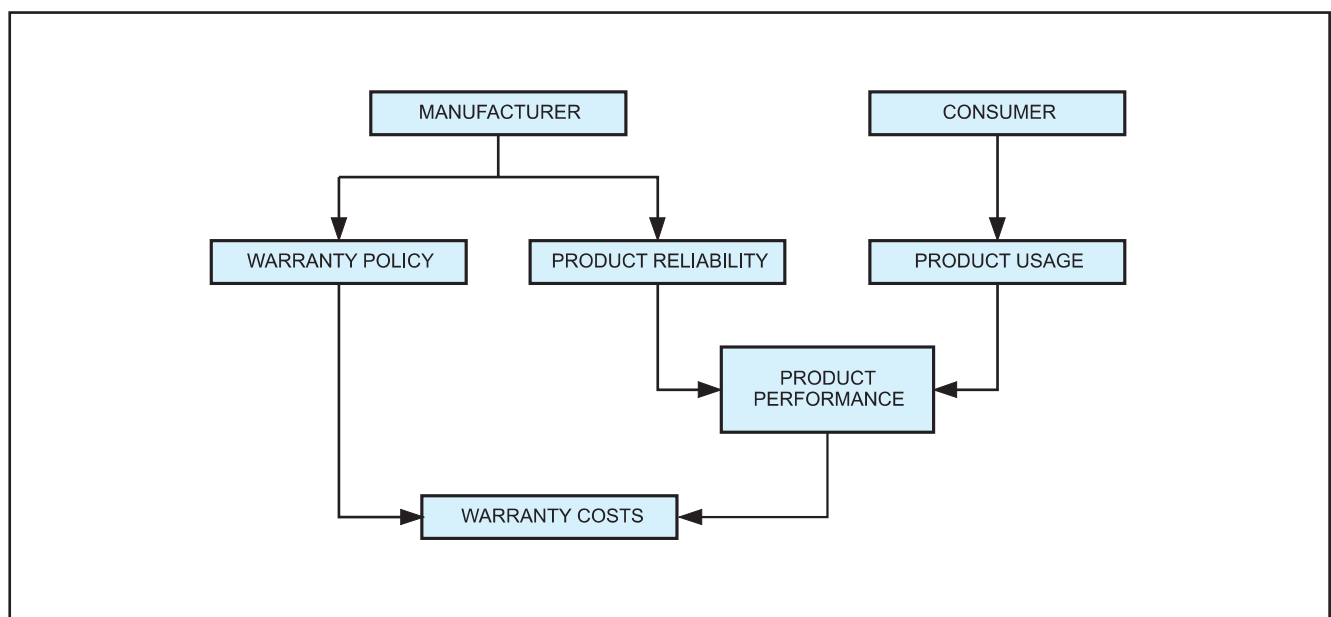 MANUFACTURER
CONSUMER
WARRANTY POLICY
PRODUCT RELIABILITY
PRODUCT USAGE
PRODUCT
PERFORMANCE
WARRANTY COSTS